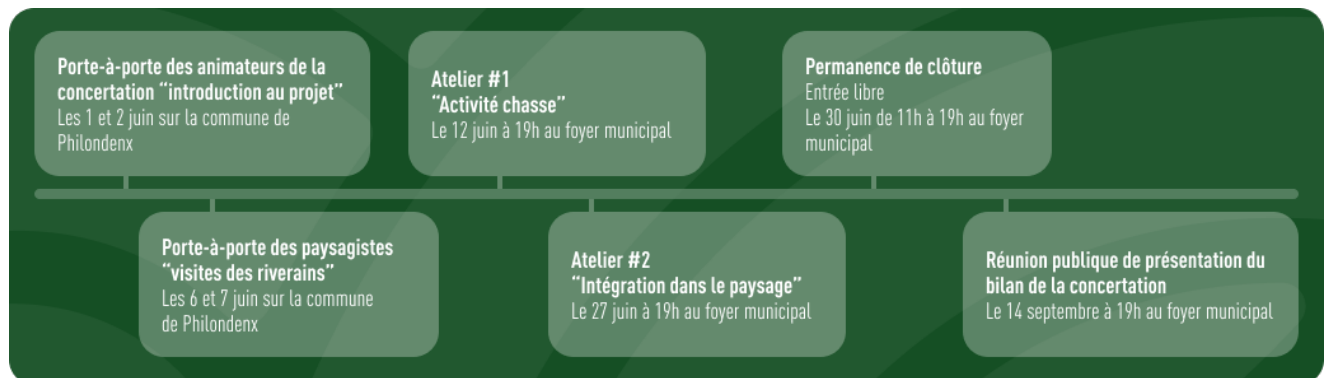 Porte-à-porte des animateurs de la
concertation “introduction au projet”
Les 1 et 2 juin sur la commune de
Philondenx
Porte-à-porte des paysagistes
“visites des riverains”
Les 6 et 7 juin sur la commune
de Philondenx
Atelier #1
“Activité chasse”
Le 12 juin à 19h au foyer municipal
Atelier #2
“Intégration dans le paysage”
Le 27 juin à 19h au foyer municipal
Permanence de clôture
Entrée libre
Le 30 juin de 11h à 19h au foyer
municipal
Réunion publique de présentation du
bilan de la concertation
Le 14 septembre à 19h au foyer municipal